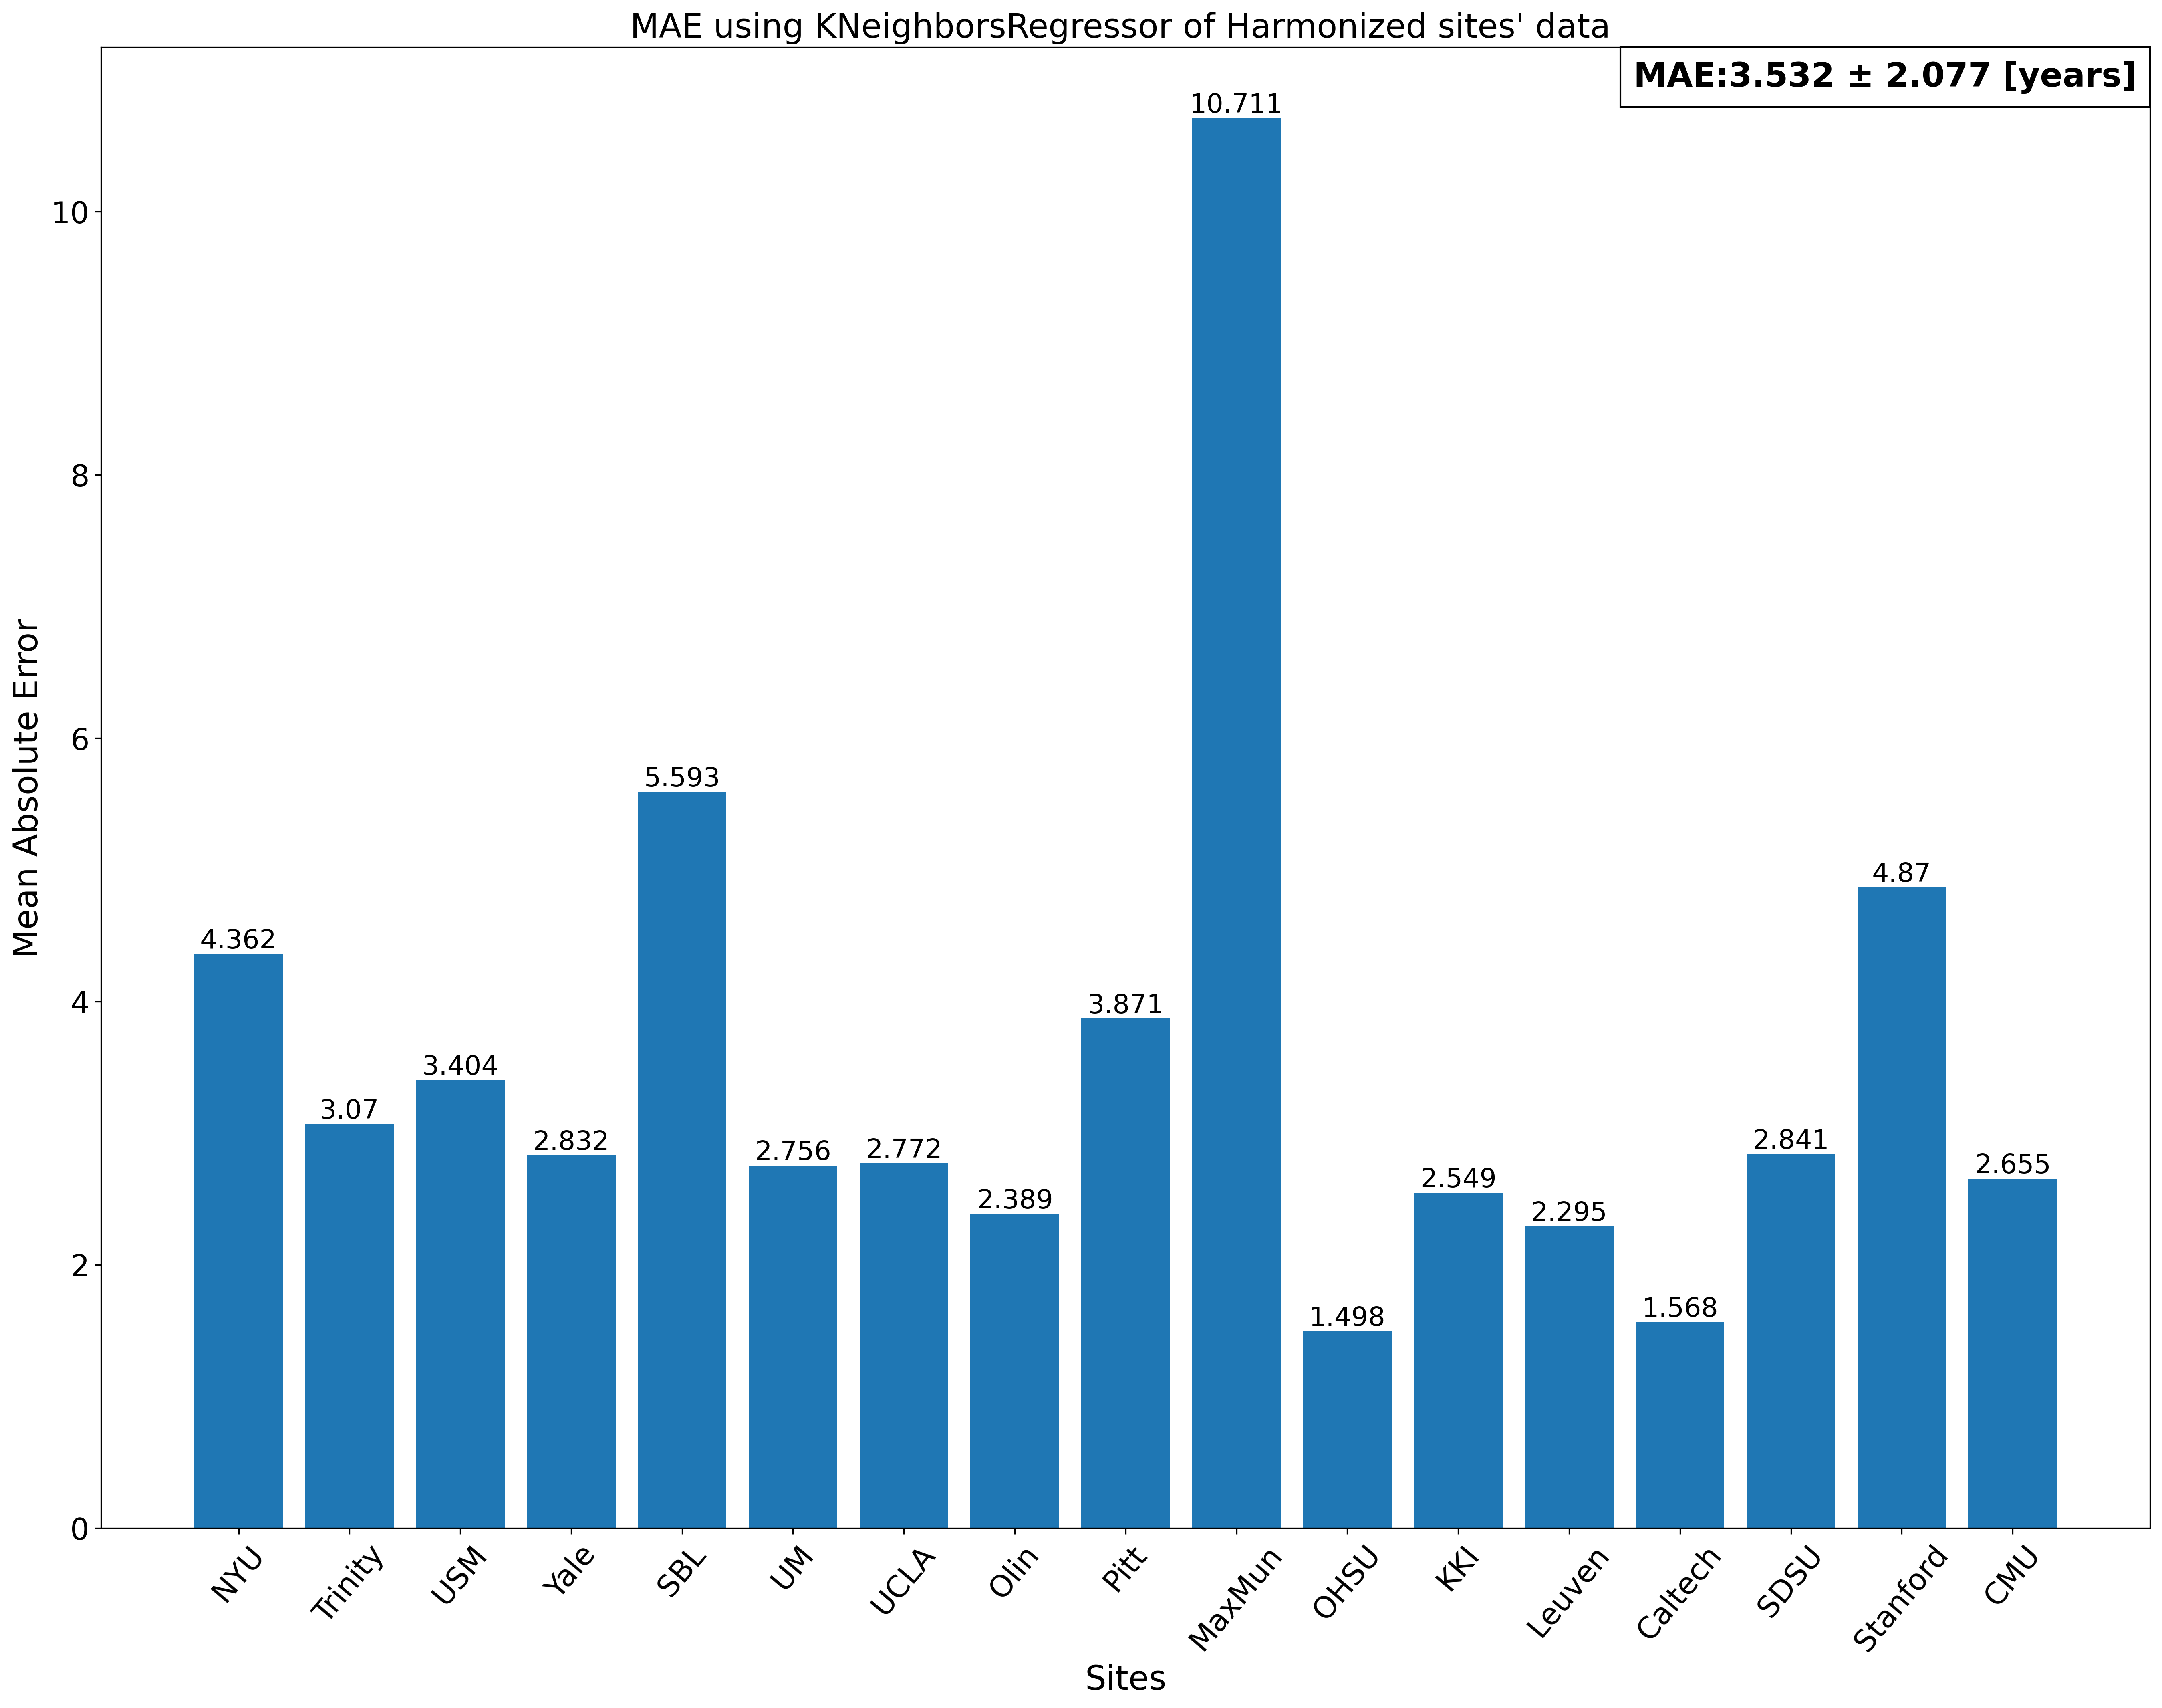 MAE using KNeighborsRegressor of Harmonized sites' data
MAE:3.532 ± 2.077 [years]
Mean Absolute Error
10
8
6
4
2
0
4.362
3.07
3.404
2.832
5.593
2.756
2.772
2.389
3.871
10.711
1.498
2.549
2.295
1.568
2.841
4.87
2.655
NYU
Trinity
USM
Yale
SBL
UM
UCLA
Olin
Pitt
MaxMun
OHSU
KKI
Leuven
Caltech
SDSU
Stanford
CMU
Sites